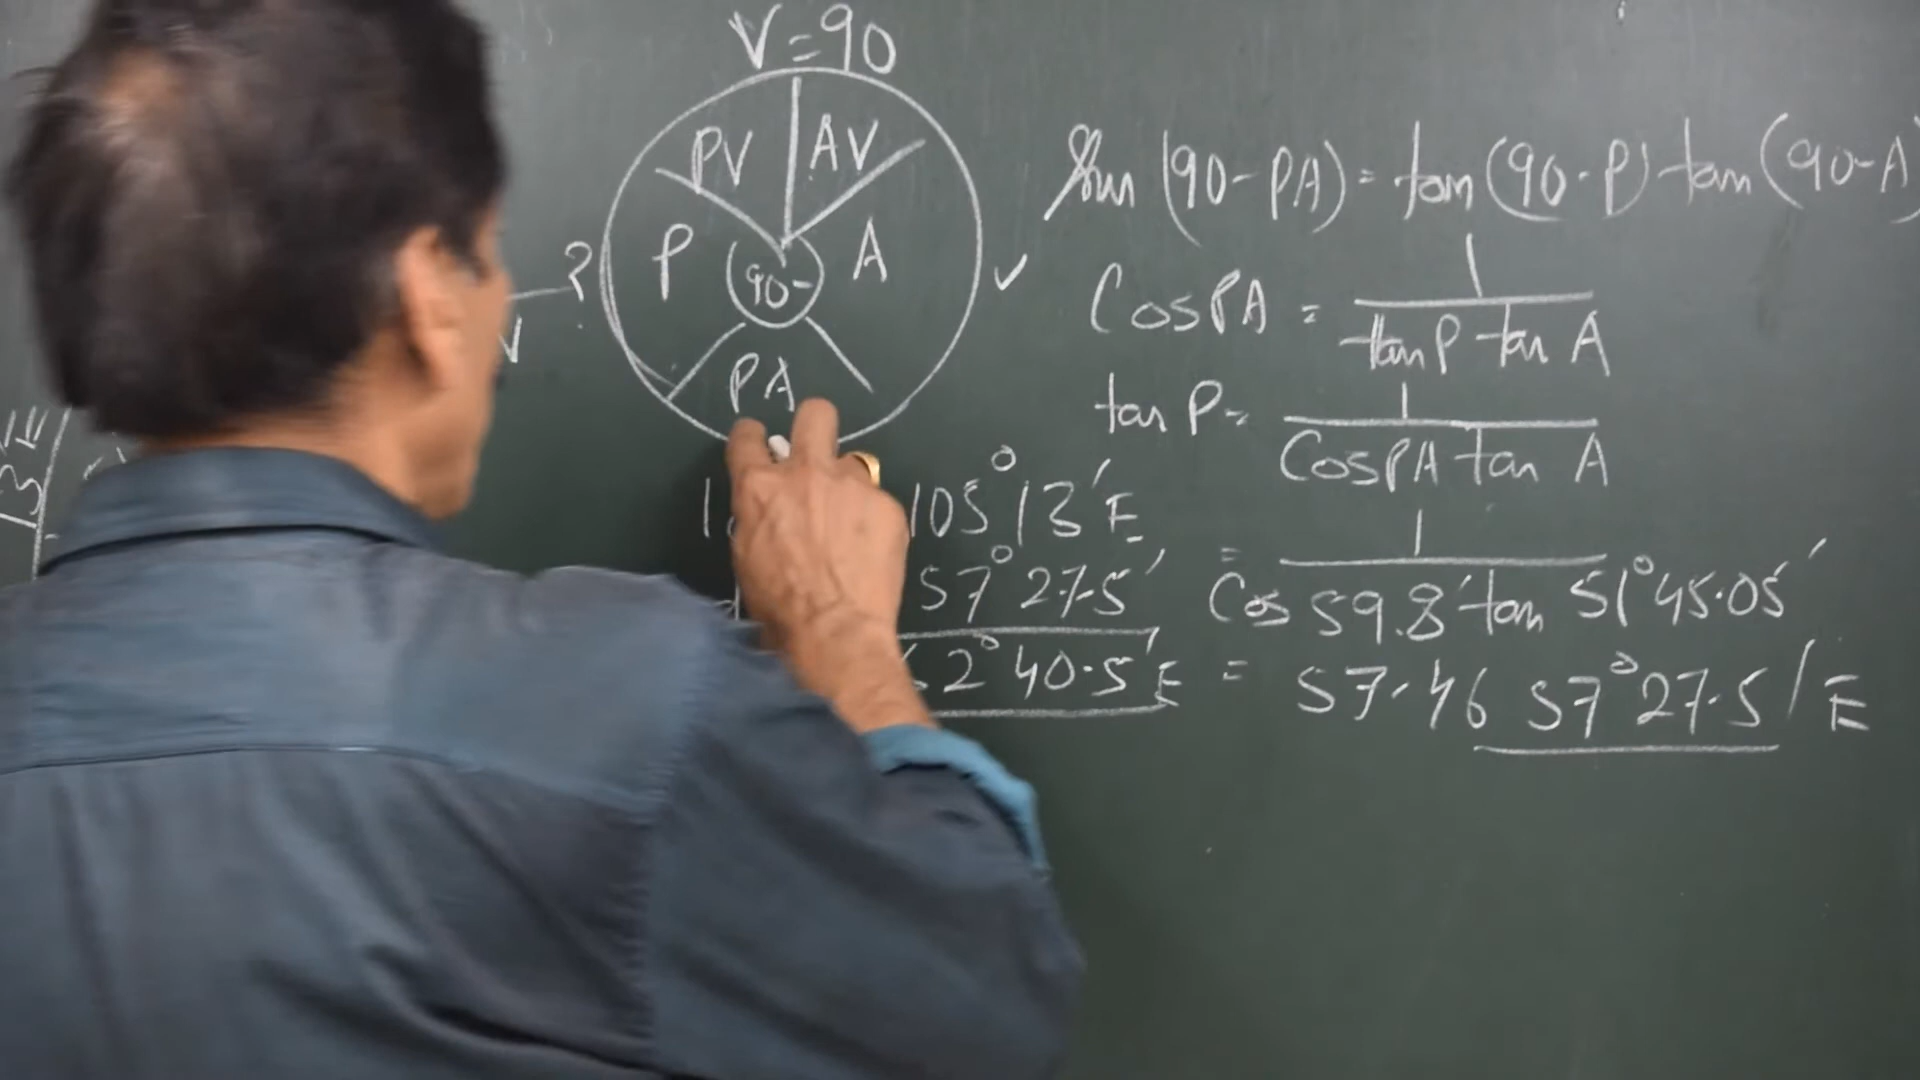 V=90
PV AV
P 90- A
PA
?
✓
Sin (90-PA) = tan (90-P) tan (90-A)
Cos PA = 1 / tan P tan A
tan P = 1 / Cos PA tan A
= 1 / Cos 59.8' tan 51° 45.05'
= 57.46 57° 27.5' E
105° 13' E
57° 27.5'
62° 40.5' E